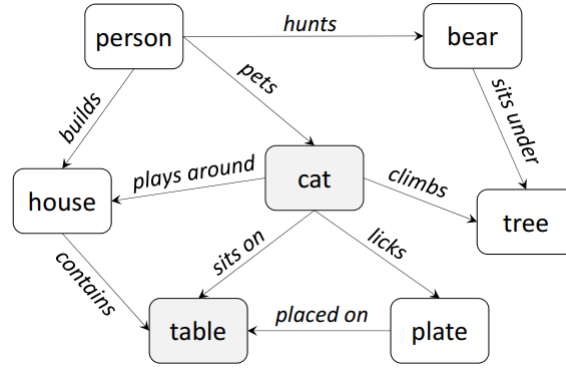 hunts
person
bear
pets
builds
sits under
plays around
cat
climbs
house
tree
sits on
licks
contains
placed on
table
plate